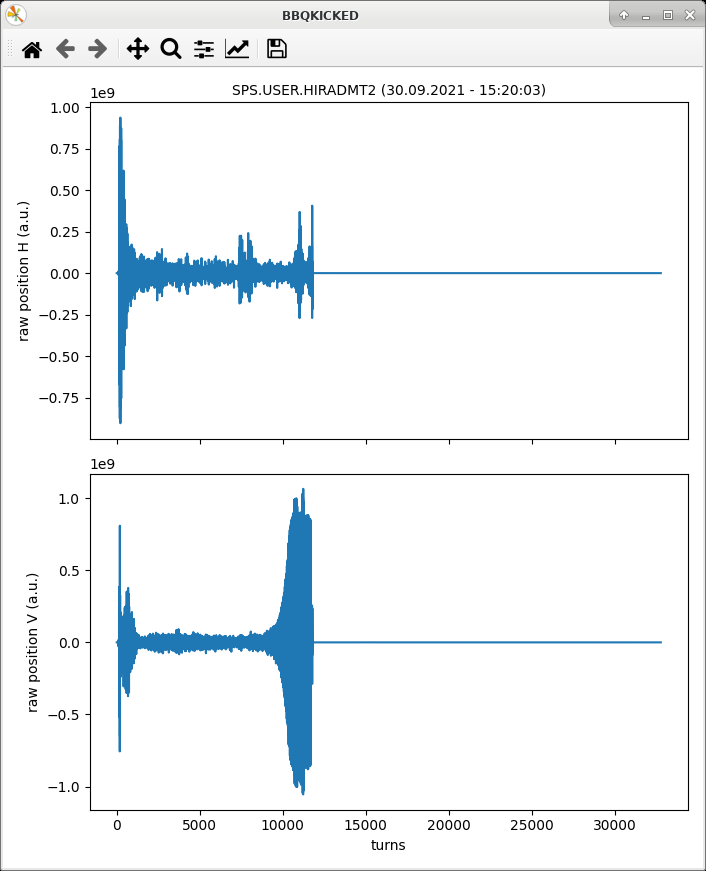 BBQKICKED
SPS.USER.HIRADMT2 (30.09.2021 - 15:20:03)
1e9
1.00
0.75
0.50
0.25
0.00
−0.25
−0.50
−0.75
raw position H (a.u.)
1e9
1.0
0.5
0.0
−0.5
−1.0
raw position V (a.u.)
0 5000 10000 15000 20000 25000 30000
turns